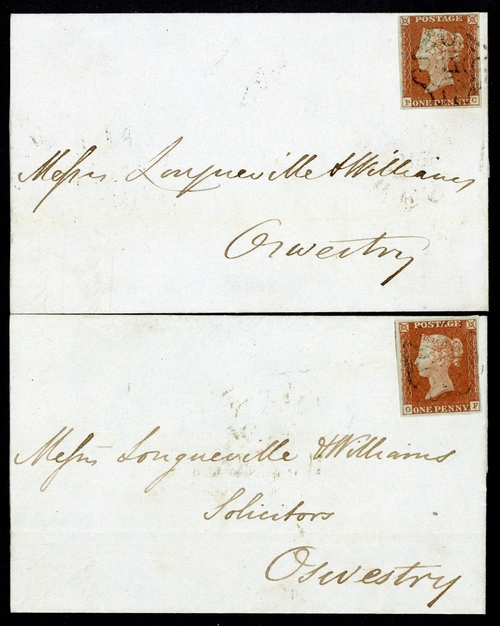 POSTAGE
P ONE PENNY G
Messrs Longueville & Williams
Oswestry
POSTAGE
O ONE PENNY F
Messrs Longueville & Williams
Solicitors
Oswestry